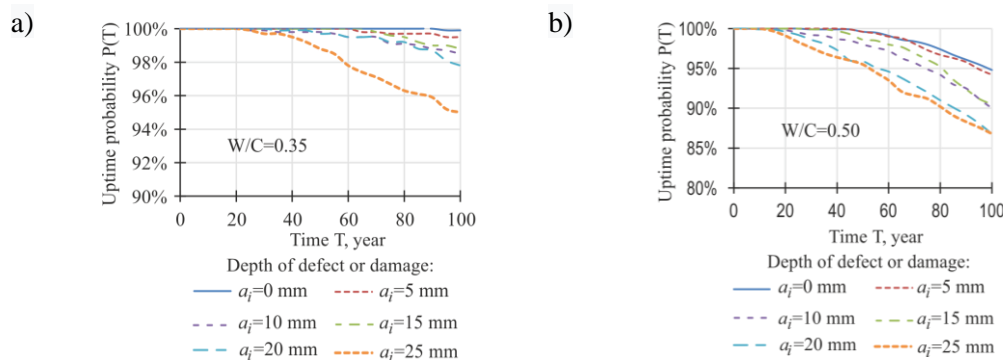 a)
Uptime probability P(T)
100%
98%
96%
94%
92%
90%
W/C=0.35
0 20 40 60 80 100
Time T, year
Depth of defect or damage:
aᵢ=0 mm aᵢ=5 mm
aᵢ=10 mm aᵢ=15 mm
aᵢ=20 mm aᵢ=25 mm
b)
Uptime probability P(T)
100%
95%
90%
85%
80%
W/C=0.50
0 20 40 60 80 100
Time T, year
Depth of defect or damage:
aᵢ=0 mm aᵢ=5 mm
aᵢ=10 mm aᵢ=15 mm
aᵢ=20 mm aᵢ=25 mm